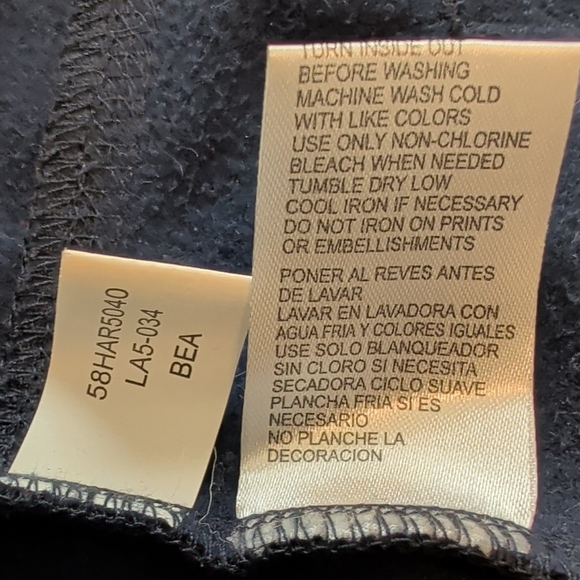 TURN INSIDE OUT
BEFORE WASHING
MACHINE WASH COLD
WITH LIKE COLORS
USE ONLY NON-CHLORINE
BLEACH WHEN NEEDED
TUMBLE DRY LOW
COOL IRON IF NECESSARY
DO NOT IRON ON PRINTS
OR EMBELLISHMENTS
PONER AL REVES ANTES
DE LAVAR
LAVAR EN LAVADORA CON
AGUA FRIA Y COLORES IGUALES
USE SOLO BLANQUEADOR
SIN CLORO SI NECESITA
SECADORA CICLO SUAVE
PLANCHA FRIA SI ES
NECESARIO
NO PLANCHE LA
DECORACION
58HAR5040
LA5-034
BEA